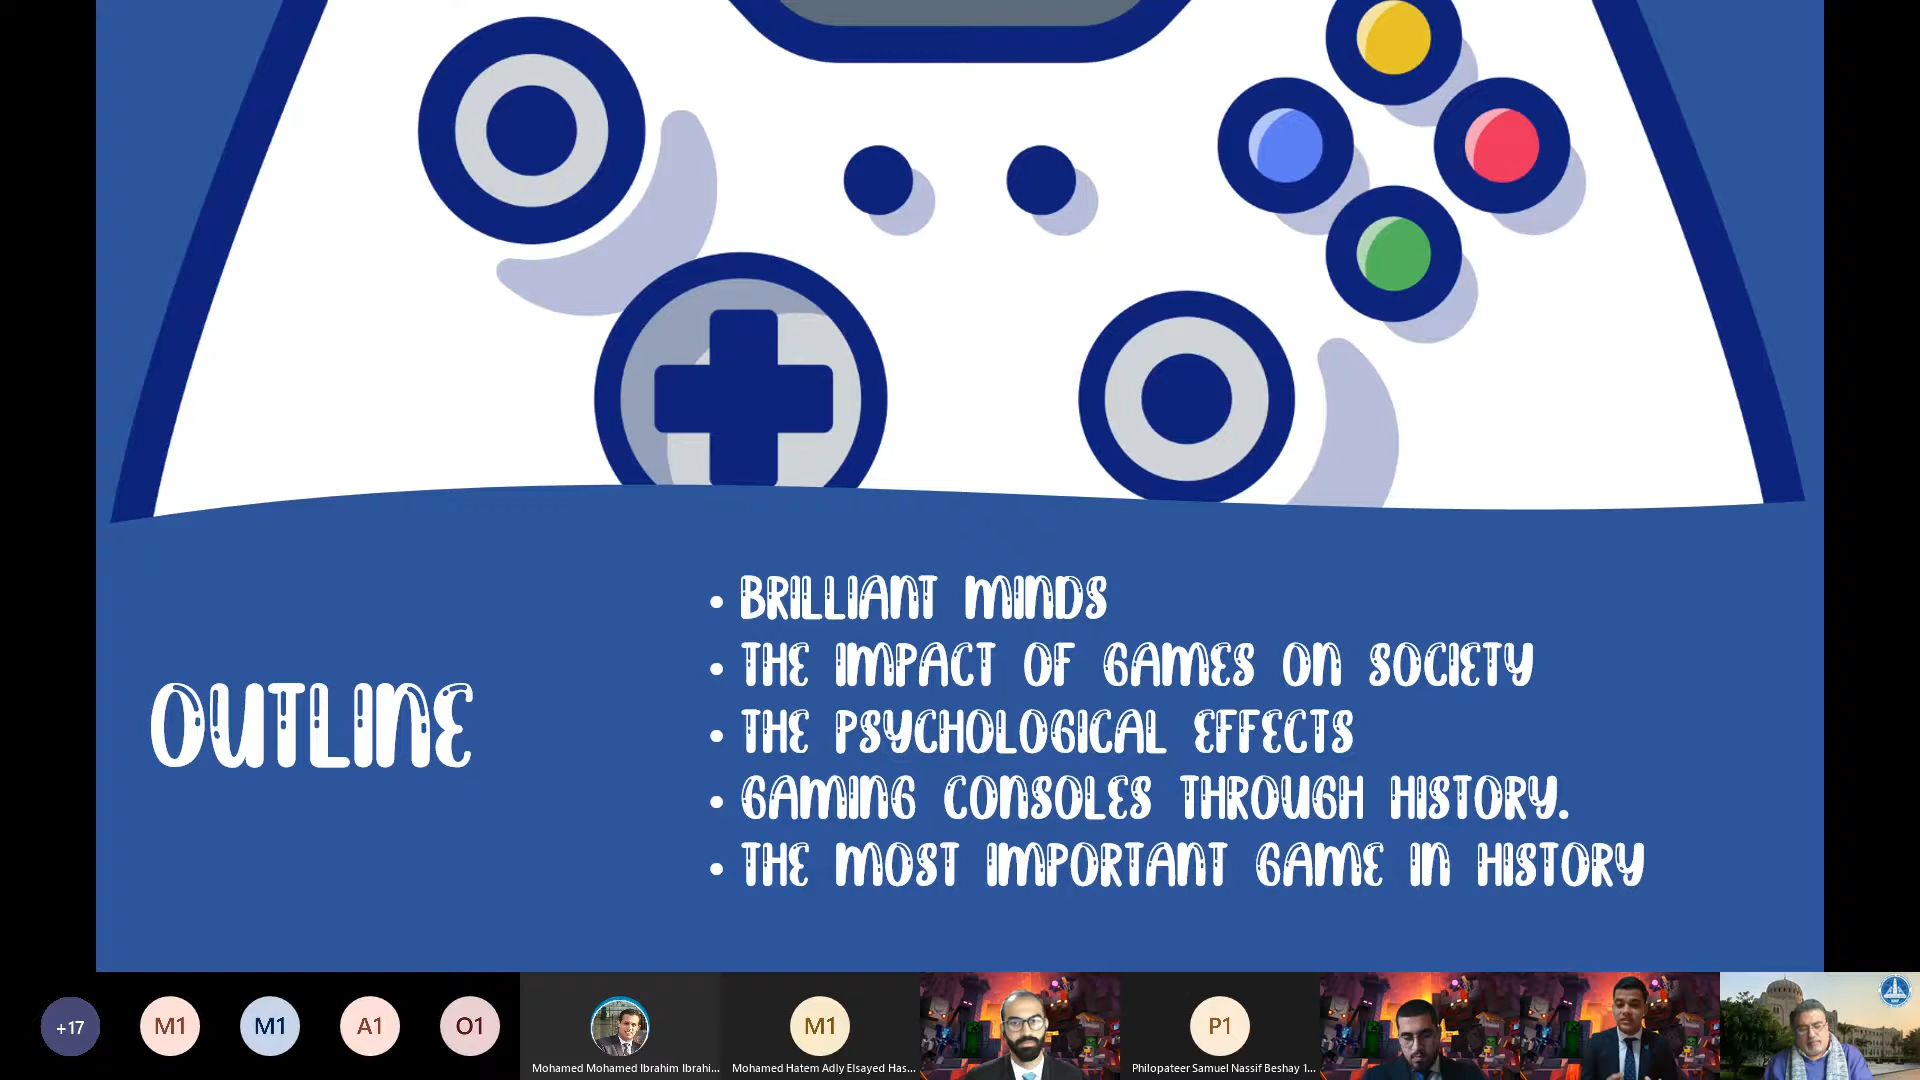 OUTLINE
• BRILLIANT MINDS
• THE IMPACT OF GAMES ON SOCIETY
• THE PSYCHOLOGICAL EFFECTS
• GAMING CONSOLES THROUGH HISTORY.
• THE MOST IMPORTANT GAME IN HISTORY
+17
M1
M1
A1
O1
Mohamed Mohamed Ibrahim Ibrahi...
M1
Mohamed Hatem Adly Elsayed Has...
P1
Philopateer Samuel Nassif Beshay 1...